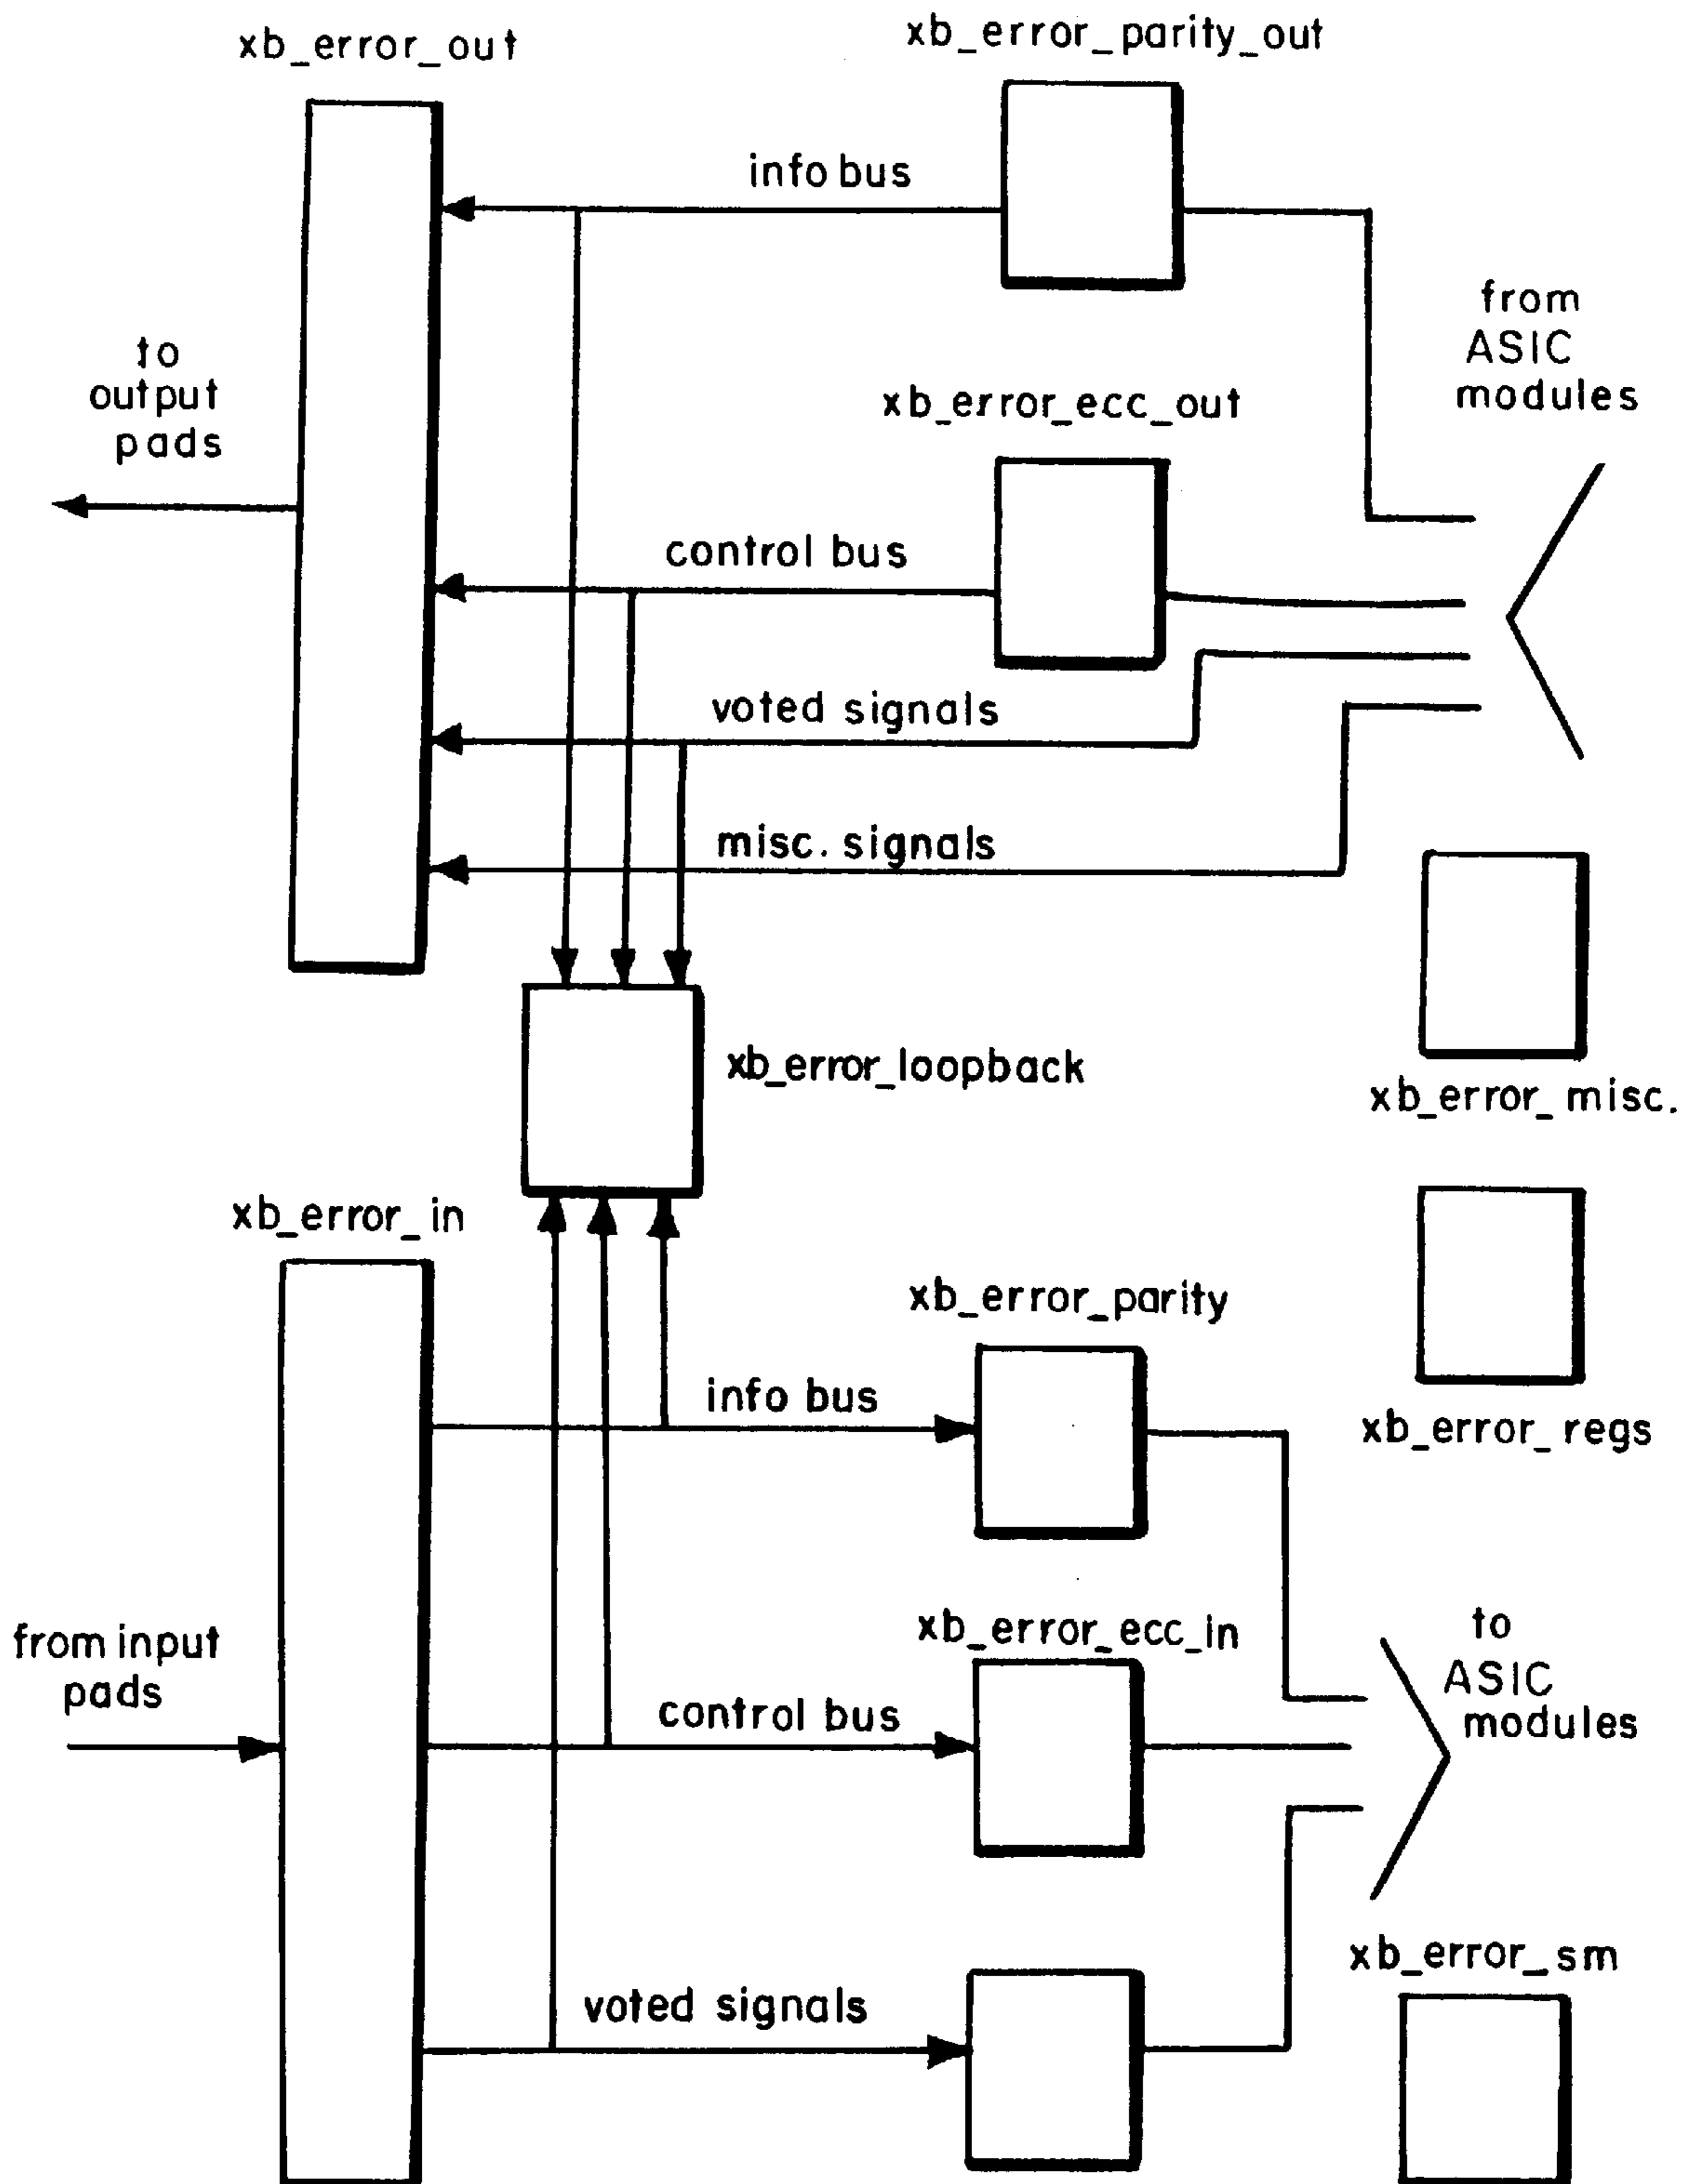 xb_error_out
xb_error_parity_out
info bus
from
ASIC
modules
to
output
pads
xb_error_ecc_out
control bus
voted signals
misc. signals
xb_error_loopback
xb_error_misc.
xb_error_in
xb_error_parity
info bus
xb_error_regs
from input
pads
xb_error_ecc_in
to
ASIC
modules
control bus
xb_error_sm
voted signals